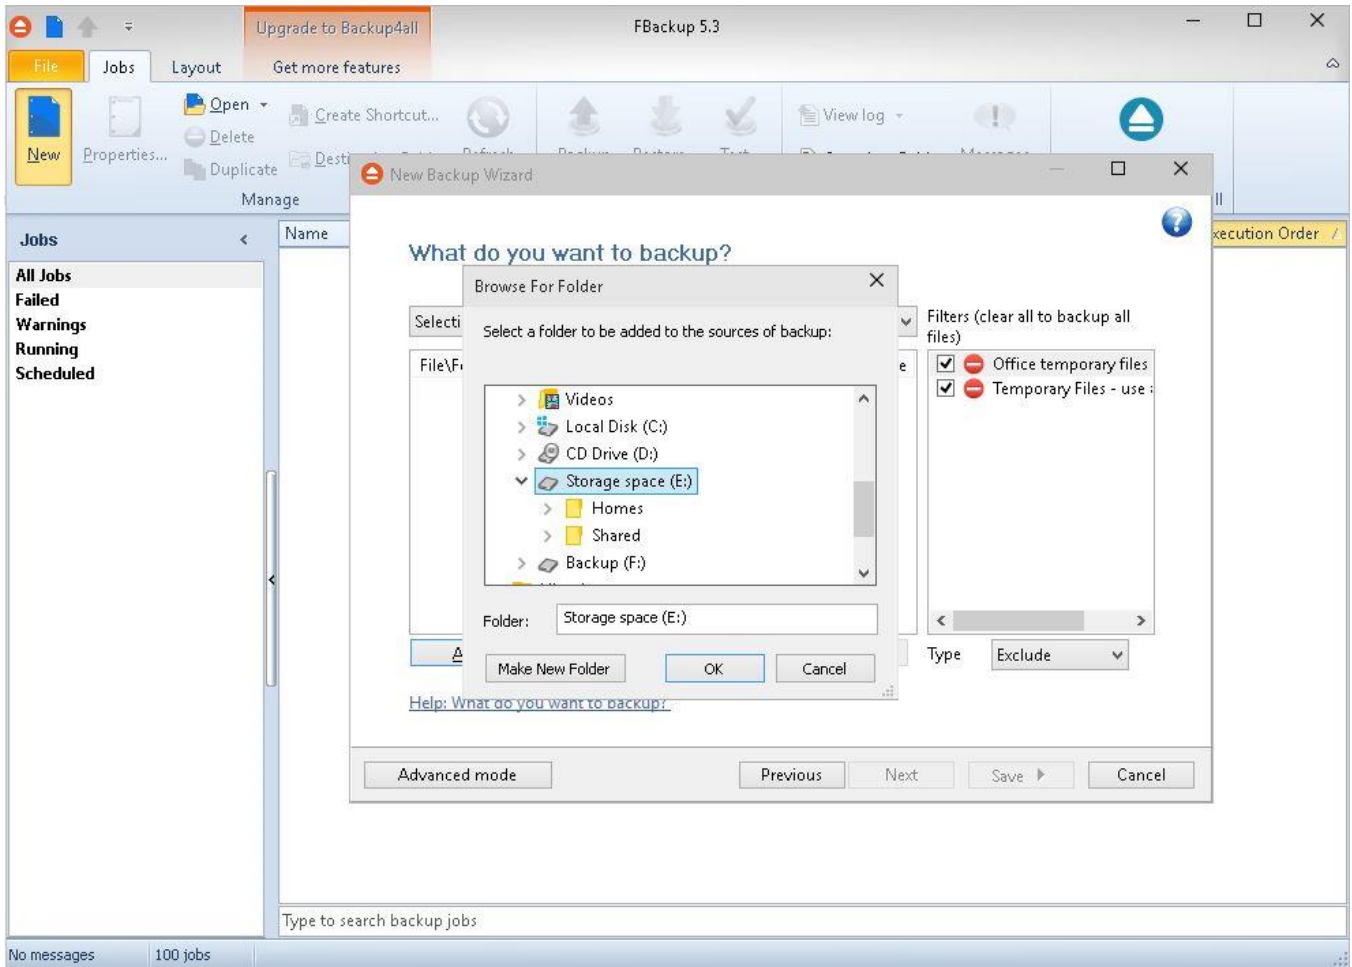 Upgrade to Backup4all
FBackup 5.3
File
Jobs
Layout
Get more features
New
Properties...
Open
Delete
Duplicate
Create Shortcut...
View log
Manage
New Backup Wizard
Jobs
All Jobs
Failed
Warnings
Running
Scheduled
Name
Execution Order
What do you want to backup?
Browse For Folder
Select a folder to be added to the sources of backup:
Videos
Local Disk (C:)
CD Drive (D:)
Storage space (E:)
Homes
Shared
Backup (F:)
Folder:
Storage space (E:)
Make New Folder
OK
Cancel
Filters (clear all to backup all
files)
Office temporary files
Temporary Files - use
Type
Exclude
Help: What do you want to backup?
Advanced mode
Previous
Next
Save
Cancel
Type to search backup jobs
No messages
100 jobs